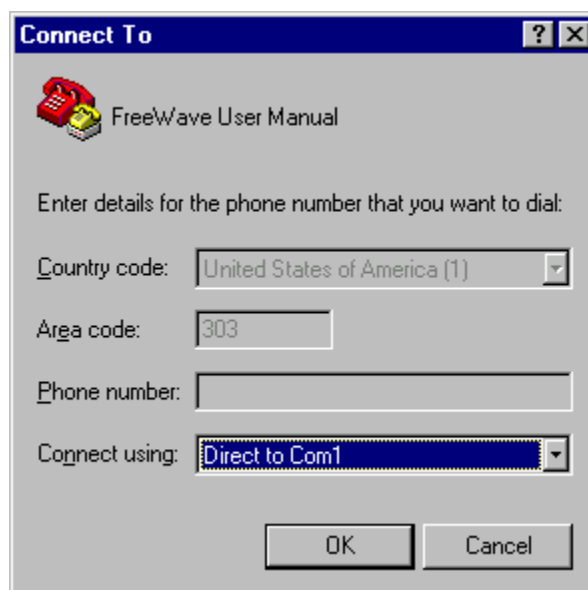 Connect To
FreeWave User Manual
Enter details for the phone number that you want to dial:
Country code: United States of America (1)
Area code: 303
Phone number:
Connect using: Direct to Com1
OK Cancel